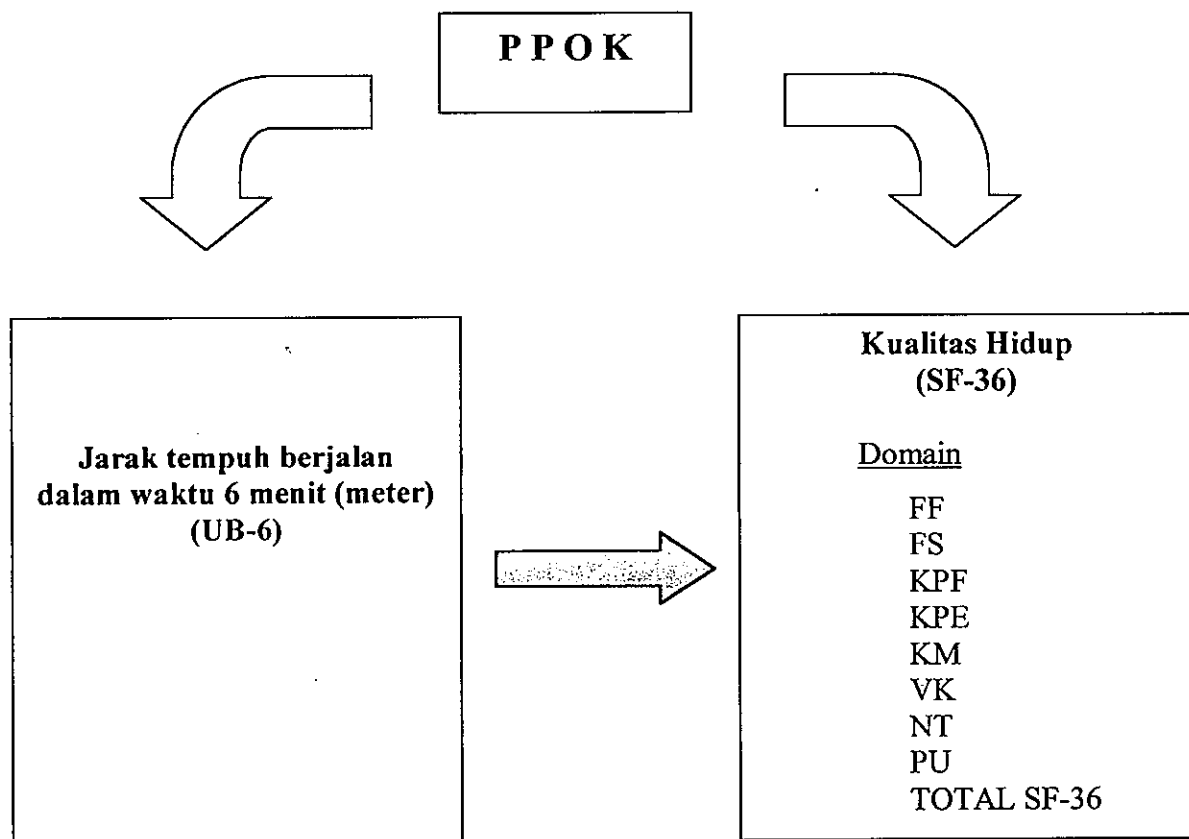 P P O K
Jarak tempuh berjalan
dalam waktu 6 menit (meter)
(UB-6)
Kualitas Hidup
(SF-36)
Domain
FF
FS
KPF
KPE
KM
VK
NT
PU
TOTAL SF-36